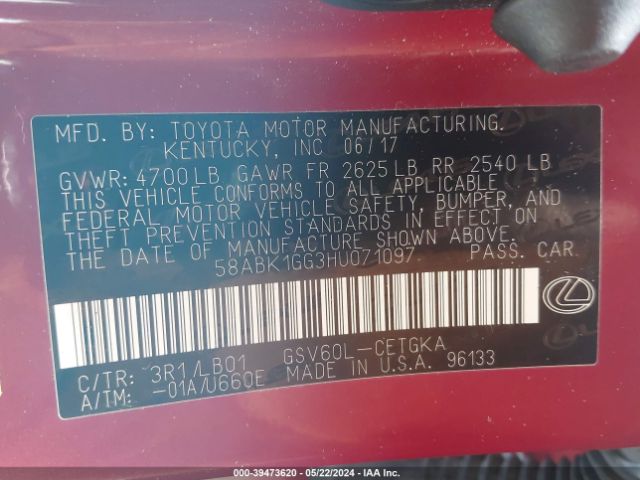 MFD. BY: TOYOTA MOTOR MANUFACTURING.
KENTUCKY, INC. 06/17
GVWR: 4700LB GAWR FR 2625LB RR 2540 LB
THIS VEHICLE CONFORMS TO ALL APPLICABLE
FEDERAL MOTOR VEHICLE SAFETY, BUMPER, AND
THEFT PREVENTION STANDARDS IN EFFECT ON
THE DATE OF MANUFACTURE SHOWN ABOVE.
58ABK1GG3HU071097 PASS. CAR
C/TR: 3R1/LB01 GSV60L-CETGKA
A/TM: -01A/U660E MADE IN U.S.A. 96133
000-39473620 - 05/22/2024 - IAA Inc.